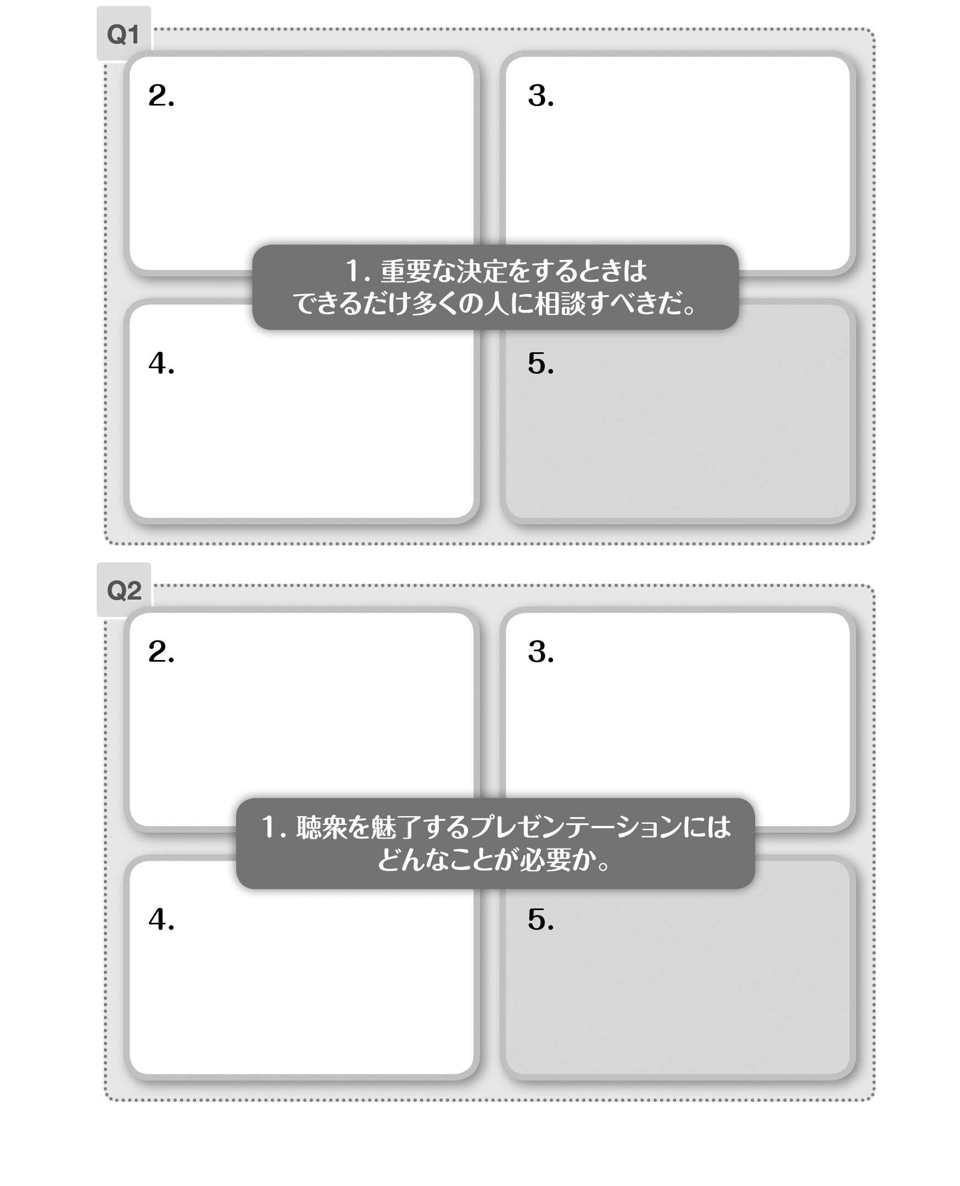 Q1
2.
3.
1. 重要な決定をするときは
できるだけ多くの人に相談すべきだ。
4.
5.
Q2
2.
3.
1. 聴衆を魅了するプレゼンテーションには
どんなことが必要か。
4.
5.